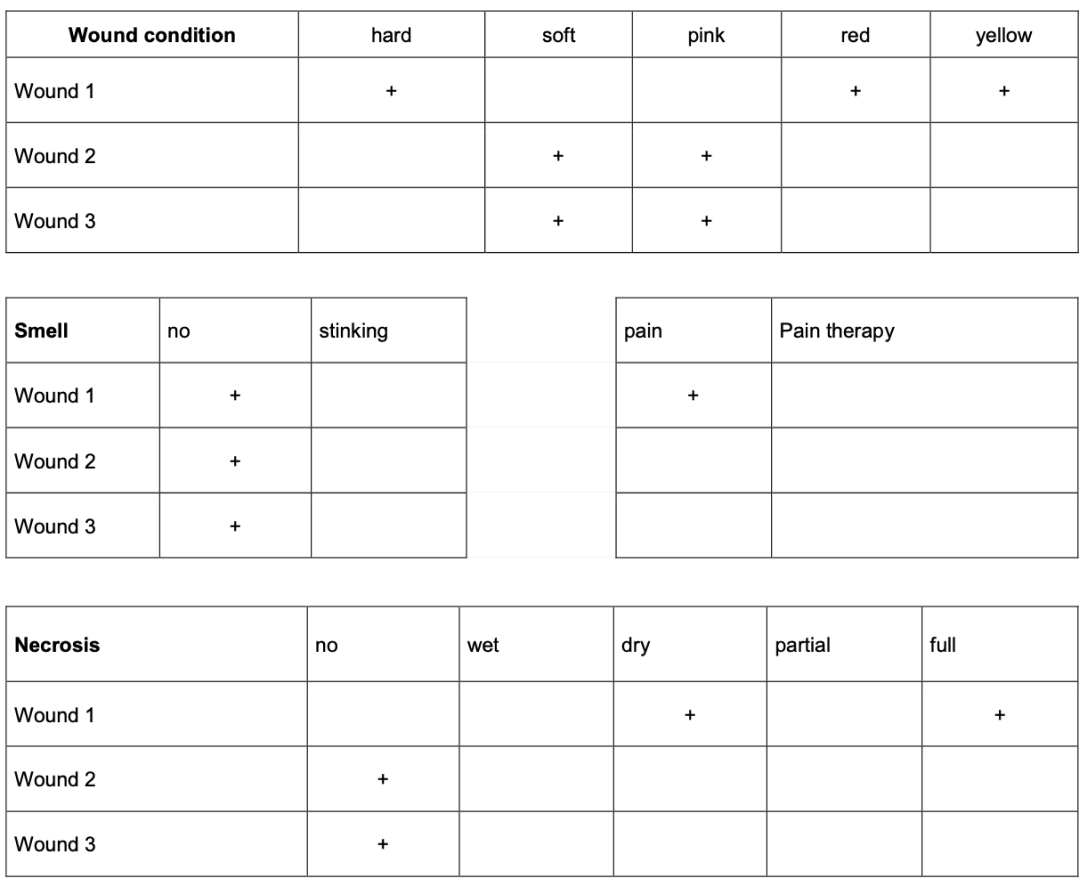 Wound condition hard soft pink red yellow
Wound 1 + + +
Wound 2 + +
Wound 3 + +
Smell no stinking pain Pain therapy
Wound 1 + +
Wound 2 +
Wound 3 +
Necrosis no wet dry partial full
Wound 1 + +
Wound 2 +
Wound 3 +